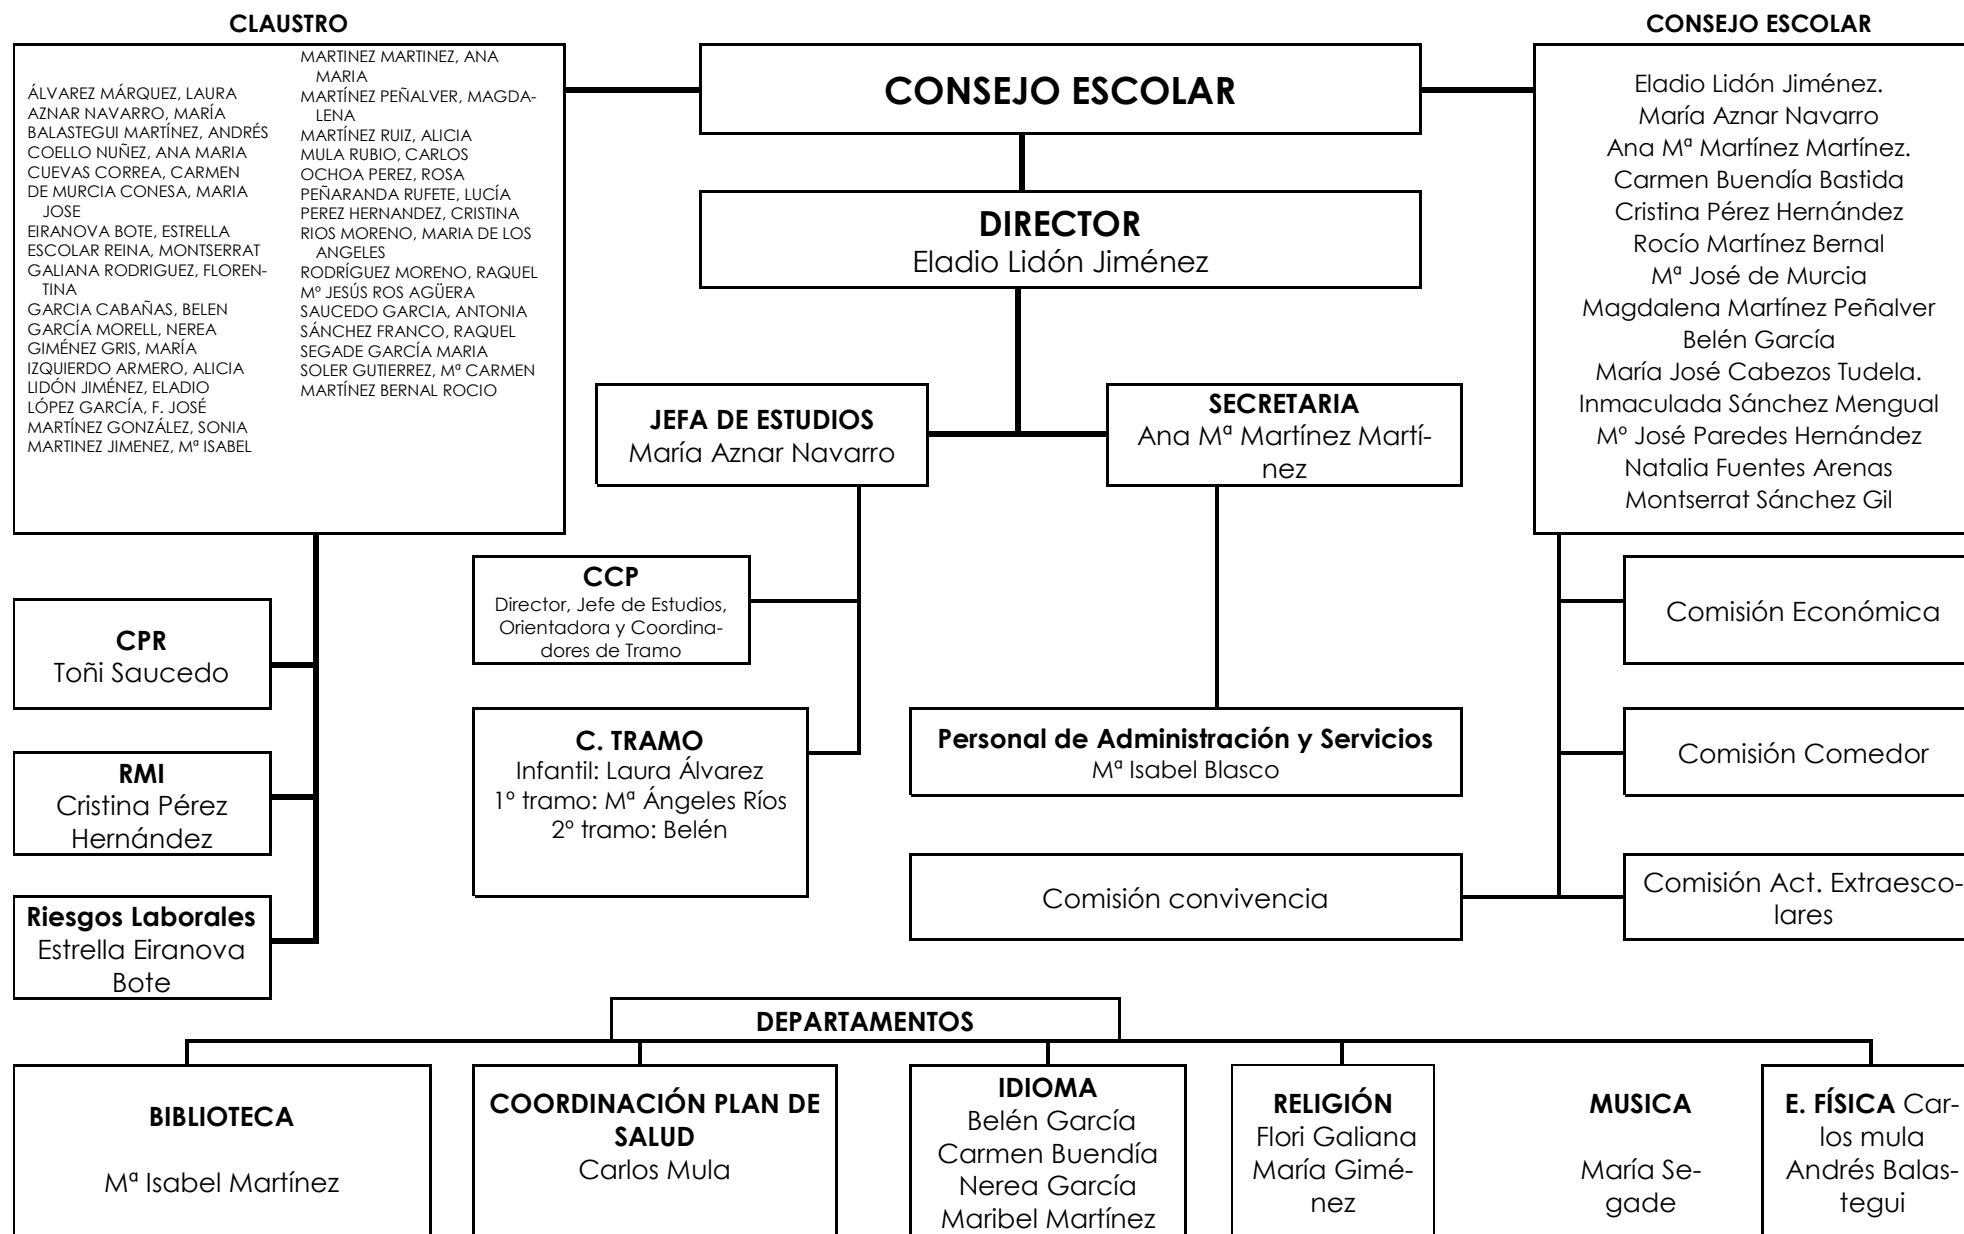 CLAUSTRO
ÁLVAREZ MÁRQUEZ, LAURA
AZNAR NAVARRO, MARÍA
BALASTEGUI MARTÍNEZ, ANDRÉS
COELLO NUÑEZ, ANA MARIA
CUEVAS CORREA, CARMEN
DE MURCIA CONESA, MARIA
JOSE
EIRANOVA BOTE, ESTRELLA
ESCOLAR REINA, MONTSERRAT
GALIANA RODRIGUEZ, FLOREN-
TINA
GARCIA CABAÑAS, BELEN
GARCÍA MORELL, NEREA
GIMÉNEZ GRIS, MARÍA
IZQUIERDO ARMERO, ALICIA
LIDÓN JIMÉNEZ, ELADIO
LÓPEZ GARCÍA, F. JOSÉ
MARTÍNEZ GONZÁLEZ, SONIA
MARTINEZ JIMENEZ, Mª ISABEL
MARTINEZ MARTINEZ, ANA
MARIA
MARTÍNEZ PEÑALVER, MAGDA-
LENA
MARTÍNEZ RUIZ, ALICIA
MULA RUBIO, CARLOS
OCHOA PEREZ, ROSA
PEÑARANDA RUFETE, LUCÍA
PEREZ HERNANDEZ, CRISTINA
RIOS MORENO, MARIA DE LOS
ANGELES
RODRÍGUEZ MORENO, RAQUEL
Mº JESÚS ROS AGÜERA
SAUCEDO GARCIA, ANTONIA
SÁNCHEZ FRANCO, RAQUEL
SEGADE GARCÍA MARIA
SOLER GUTIERREZ, Mª CARMEN
MARTÍNEZ BERNAL ROCIO
CONSEJO ESCOLAR
DIRECTOR
Eladio Lidón Jiménez
CONSEJO ESCOLAR
Eladio Lidón Jiménez.
María Aznar Navarro
Ana Mª Martínez Martínez.
Carmen Buendía Bastida
Cristina Pérez Hernández
Rocío Martínez Bernal
Mª José de Murcia
Magdalena Martínez Peñalver
Belén García
María José Cabezos Tudela.
Inmaculada Sánchez Mengual
Mº José Paredes Hernández
Natalia Fuentes Arenas
Montserrat Sánchez Gil
JEFA DE ESTUDIOS
María Aznar Navarro
SECRETARIA
Ana Mª Martínez Martí-
nez
CPR
Toñi Saucedo
RMI
Cristina Pérez
Hernández
Riesgos Laborales
Estrella Eiranova
Bote
CCP
Director, Jefe de Estudios,
Orientadora y Coordina-
dores de Tramo
C. TRAMO
Infantil: Laura Álvarez
1º tramo: Mª Ángeles Ríos
2º tramo: Belén
Personal de Administración y Servicios
Mª Isabel Blasco
Comisión convivencia
Comisión Económica
Comisión Comedor
Comisión Act. Extraesco-
lares
DEPARTAMENTOS
BIBLIOTECA
Mª Isabel Martínez
COORDINACIÓN PLAN DE
SALUD
Carlos Mula
IDIOMA
Belén García
Carmen Buendía
Nerea García
Maribel Martínez
RELIGIÓN
Flori Galiana
María Gimé-
nez
MUSICA
María Se-
gade
E. FÍSICA Car-
los mula
Andrés Balas-
tegui